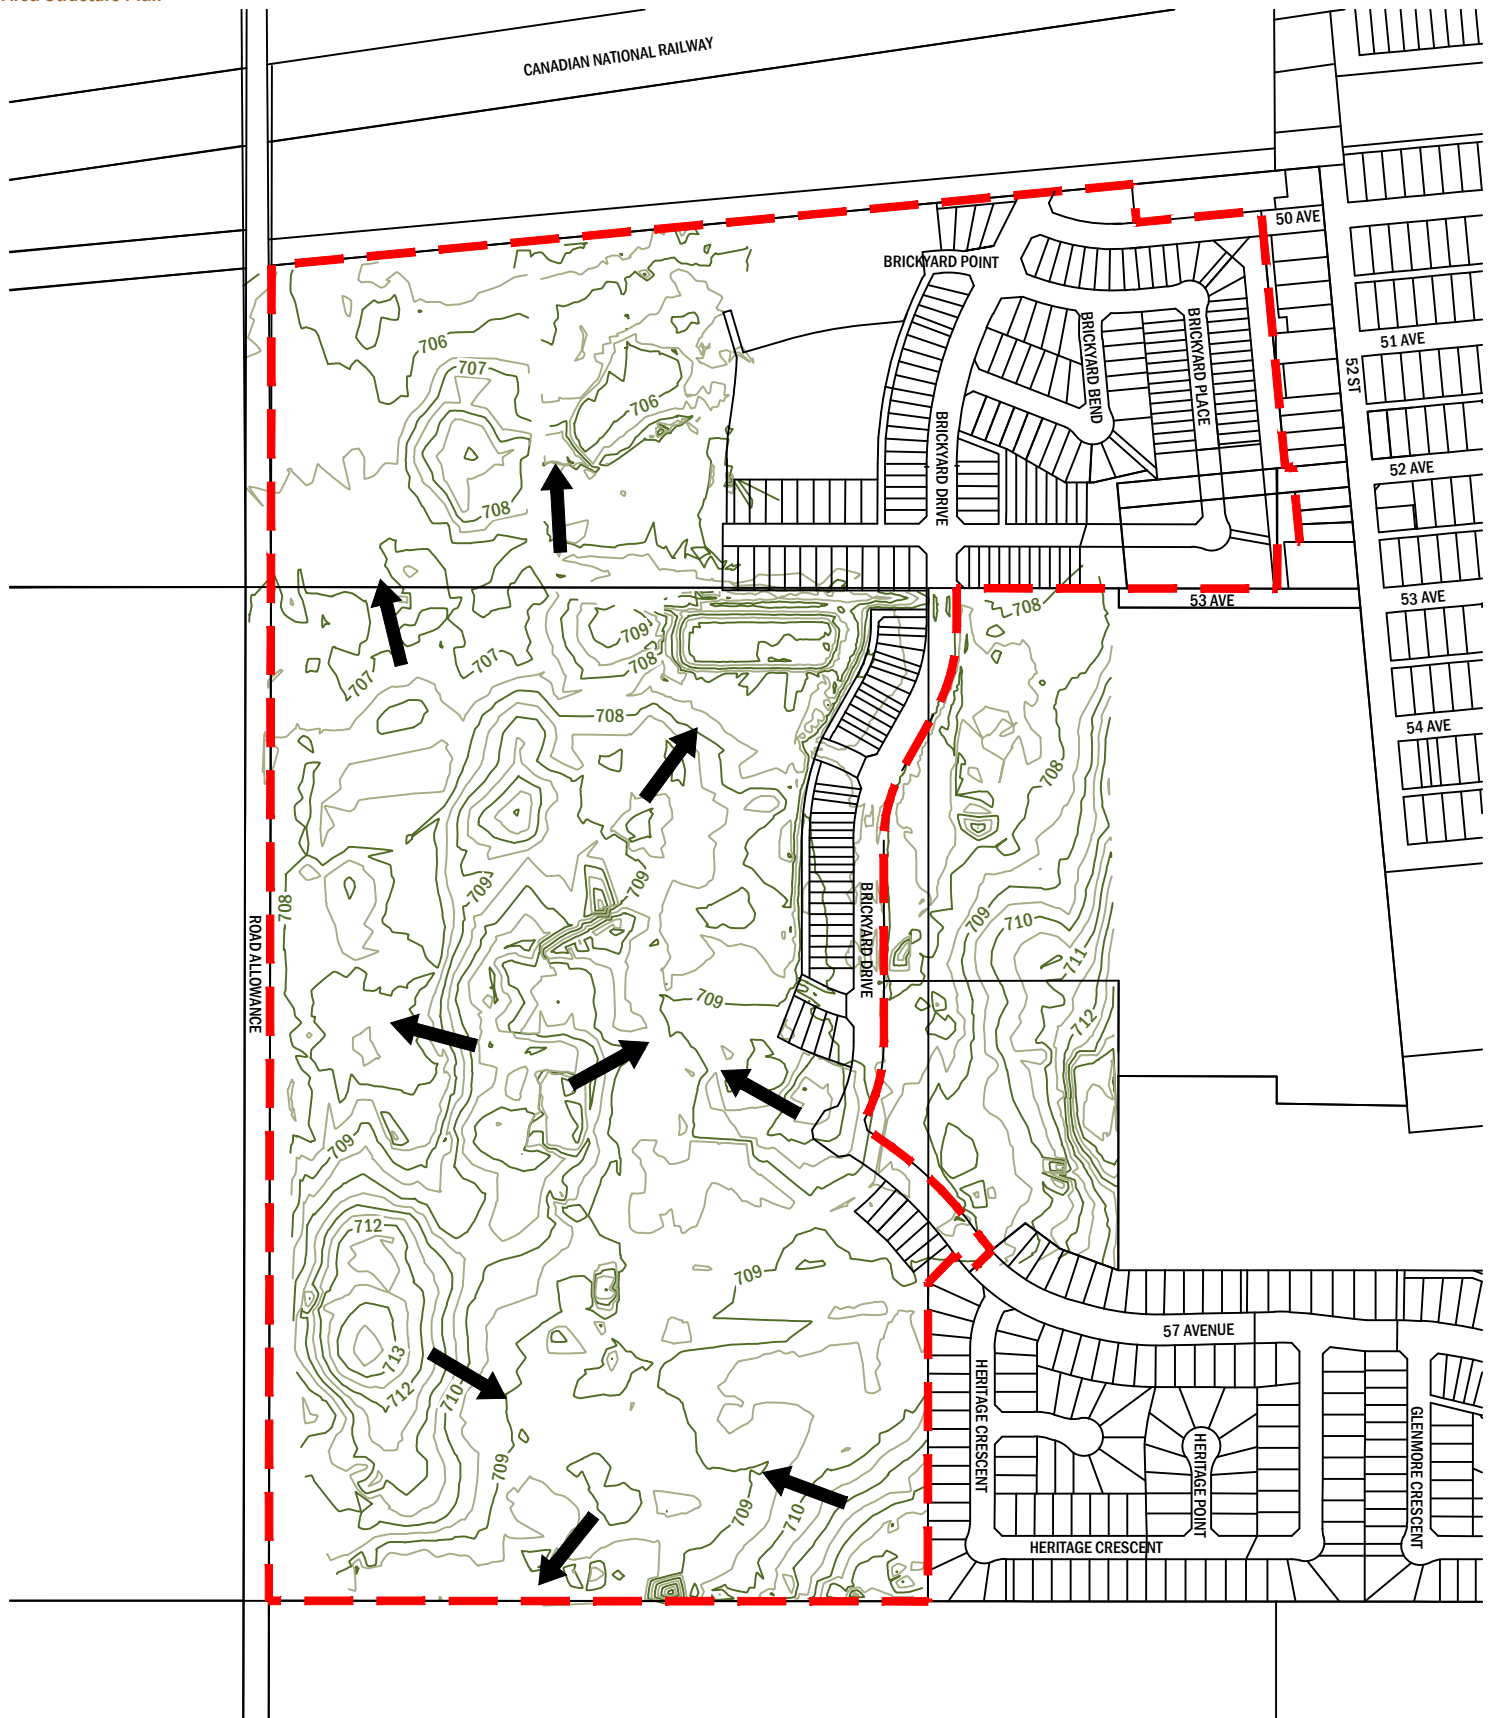 Area Structure Plan
CANADIAN NATIONAL RAILWAY
50 AVE
BRICKYARD POINT
BRICKYARD BEND
BRICKYARD PLACE
51 AVE
52 ST
706
707
706
BRICKYARD DRIVE
52 AVE
708
53 AVE
53 AVE
708
709
708
707
707
54 AVE
708
708
709
709
708
BRICKYARD DRIVE
709
710
ROAD ALLOWANCE
711
709
712
709
712
709
57 AVENUE
713
712
710
HERITAGE CRESCENT
GLENMORE CRESCENT
HERITAGE POINT
709
709
710
HERITAGE CRESCENT